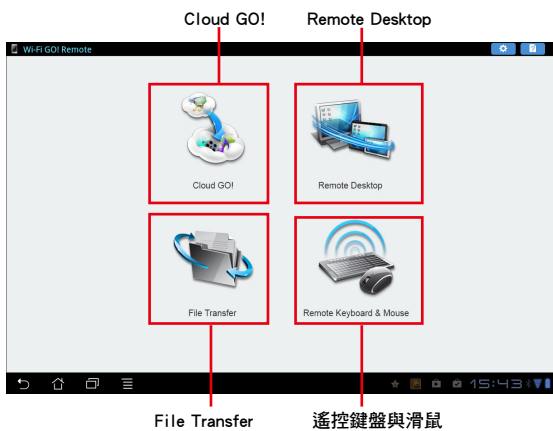 Cloud GO! Remote Desktop
Wi-Fi GO! Remote
Cloud GO! Remote Desktop
File Transfer Remote Keyboard & Mouse
15:43
File Transfer 遙控鍵盤與滑鼠